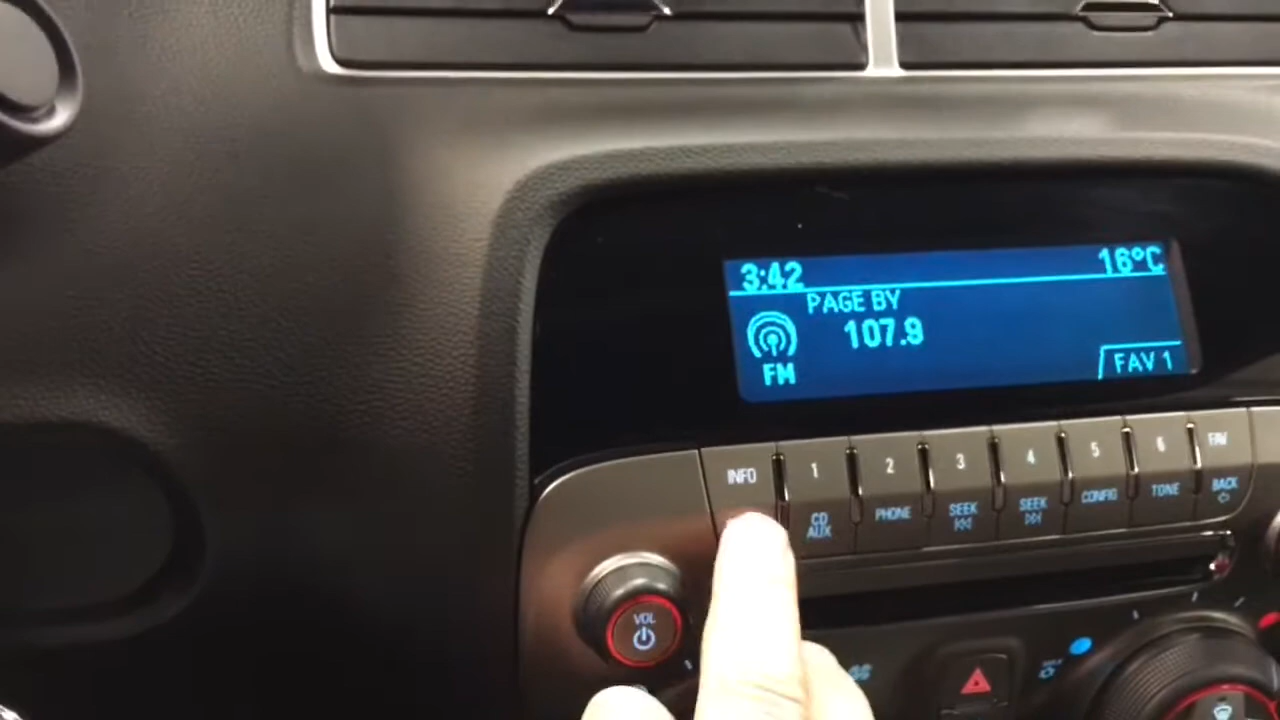 3:42 16°C
PAGE BY
107.9
FM
FAV 1
INFO 1 2 3 4 5 6 FAV
CD AUX PHONE SEEK SEEK CONFIG TONE BACK
VOL